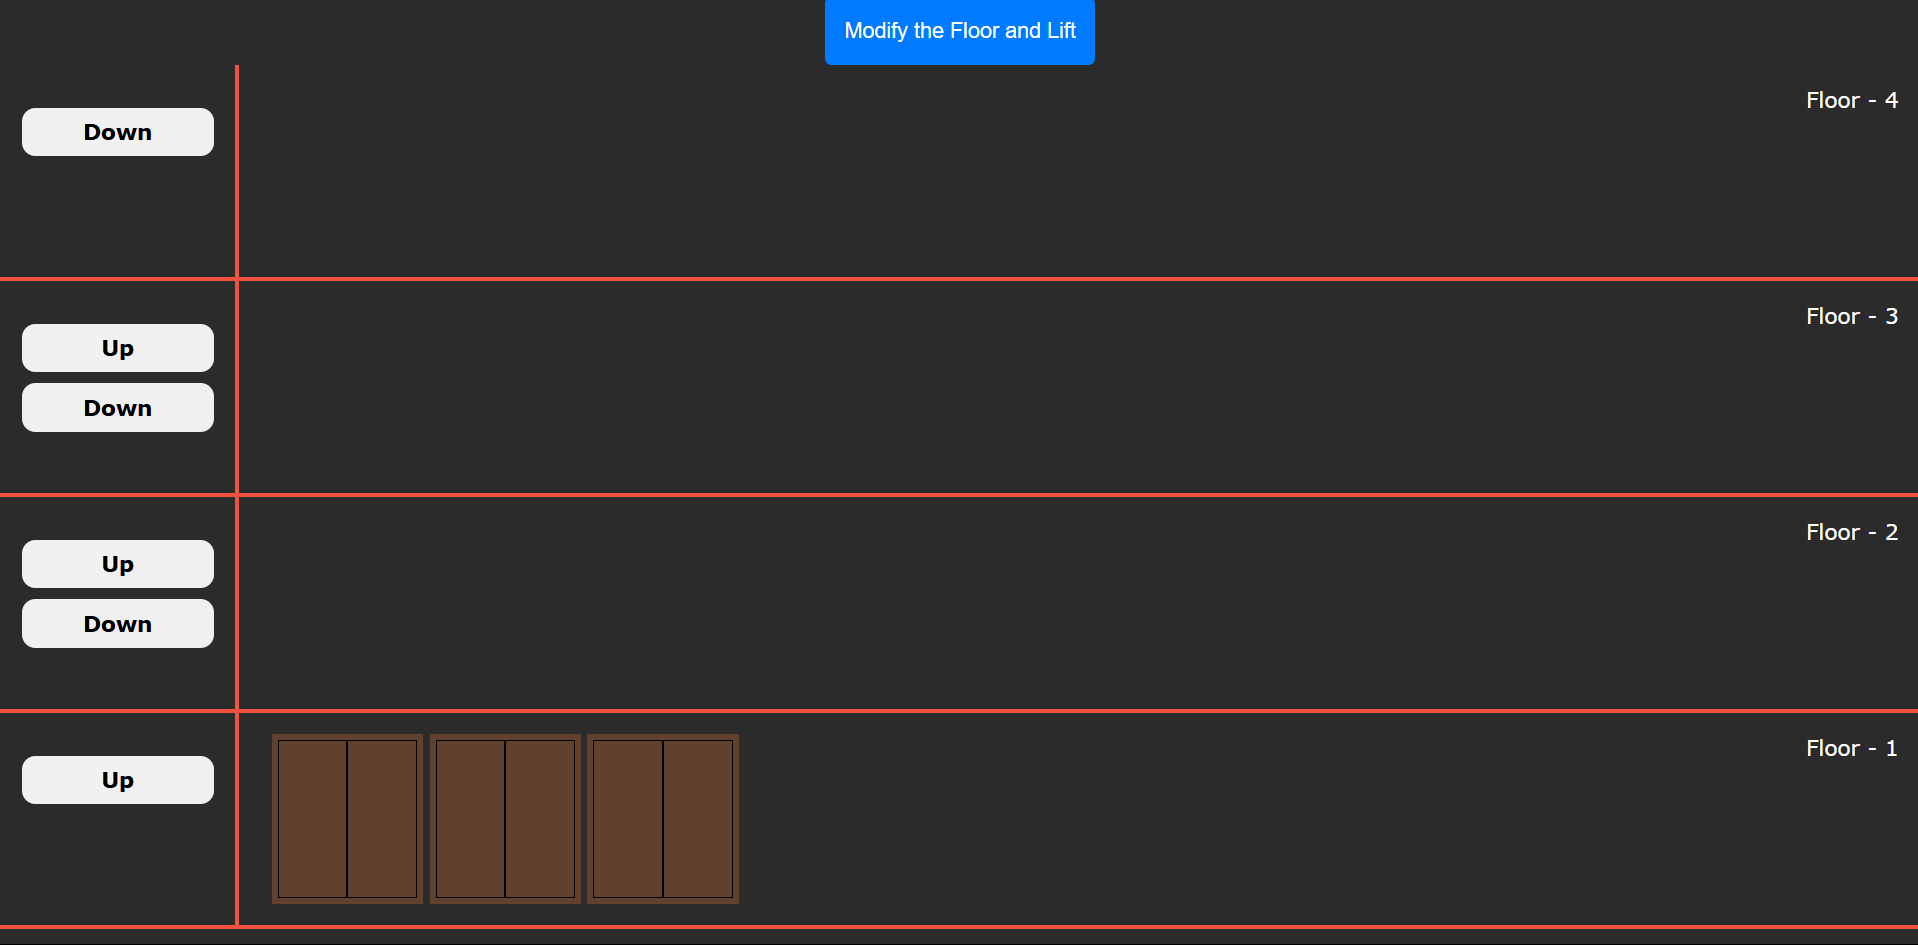 Modify the Floor and Lift
Floor - 4
Down
Floor - 3
Up
Down
Floor - 2
Up
Down
Floor - 1
Up